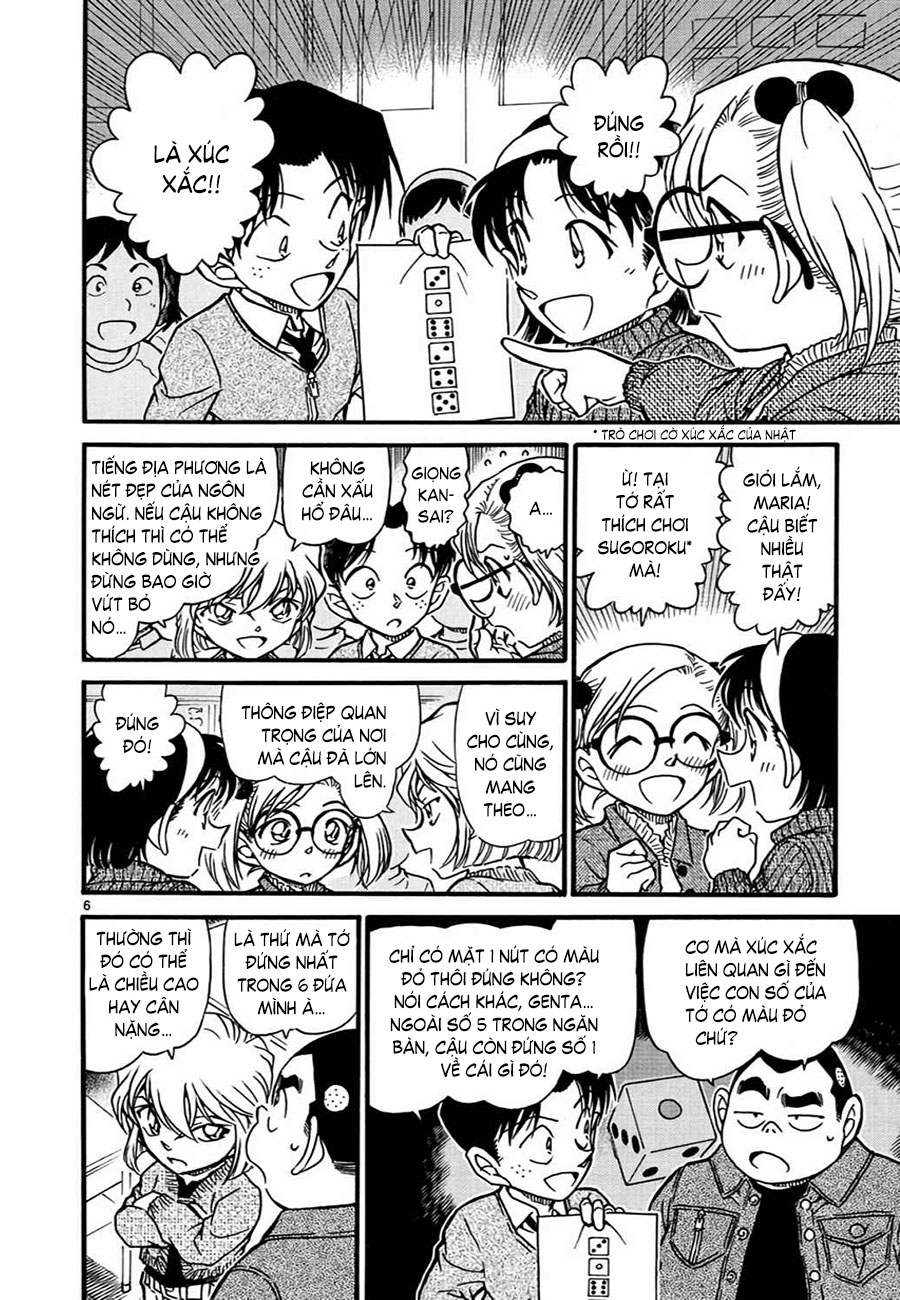 ĐÚNG
RỒI!!
LÀ XÚC
XẮC!!
* TRÒ CHƠI CỜ XÚC XẮC CỦA NHẬT
GIỎI LẮM,
MARIA!
CẬU BIẾT
NHIỀU
THẬT
ĐẤY!
Ừ! TẠI
TỚ RẤT
THÍCH CHƠI
SUGOROKU*
MÀ!
A...
GIỌNG
KAN-
SAI?
KHÔNG
CẦN XẤU
HỔ ĐÂU...
TIẾNG ĐỊA PHƯƠNG LÀ
NÉT ĐẸP CỦA NGÔN
NGỮ. NẾU CẬU KHÔNG
THÍCH THÌ CÓ THỂ
KHÔNG DÙNG, NHƯNG
ĐỪNG BAO GIỜ
VỨT BỎ
NÓ...
VÌ SUY
CHO CÙNG,
NÓ CŨNG
MANG
THEO...
THÔNG ĐIỆP QUAN
TRỌNG CỦA NƠI
MÀ CẬU ĐÃ LỚN
LÊN.
ĐÚNG
ĐÓ!
6
CƠ MÀ XÚC XẮC
LIÊN QUAN GÌ ĐẾN
VIỆC CON SỐ CỦA
TỚ CÓ MÀU ĐỎ
CHỨ?
CHỈ CÓ MẶT 1 NÚT CÓ MÀU
ĐỎ THÔI ĐÚNG KHÔNG?
NÓI CÁCH KHÁC, GENTA...
NGOÀI SỐ 5 TRONG NGĂN
BÀN, CẬU CÒN ĐỨNG SỐ 1
VỀ CÁI GÌ ĐÓ!
LÀ THỨ MÀ TỚ
ĐỨNG NHẤT
TRONG 6 ĐỨA
MÌNH À...
THƯỜNG THÌ
ĐÓ CÓ THỂ
LÀ CHIỀU CAO
HAY CÂN
NẶNG...